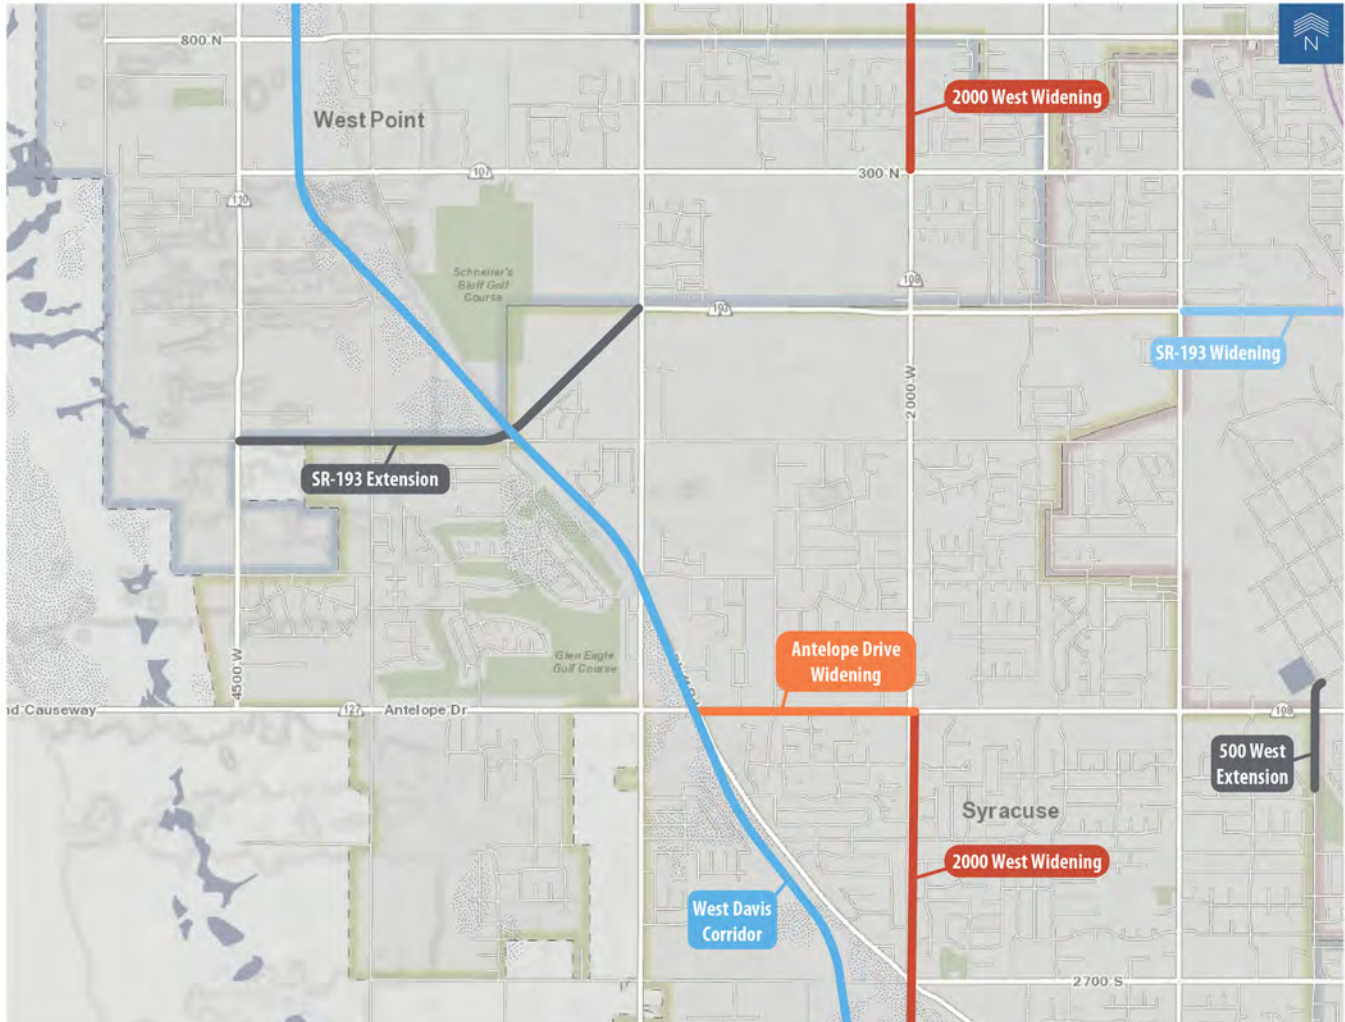 800 N
N
2000 West Widening
West Point
107
300 N
110
Schneiter's
Bluff Golf
Course
108
193
SR-193 Widening
2000 W
SR-193 Extension
Antelope Drive
Widening
Glen Eagle
Golf Course
4500 W
nd Causeway
127
Antelope Dr
108
500 West
Extension
Syracuse
2000 West Widening
West Davis
Corridor
2700 S